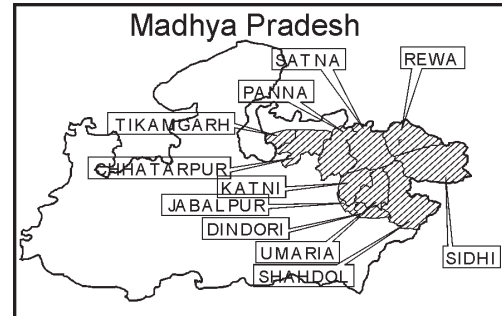 Madhya Pradesh
SATNA
REWA
PANNA
TIKAMGARH
CHHATARPUR
KATNI
JABALPUR
DINDORI
UMARIA
SIDHI
SHAHDOL